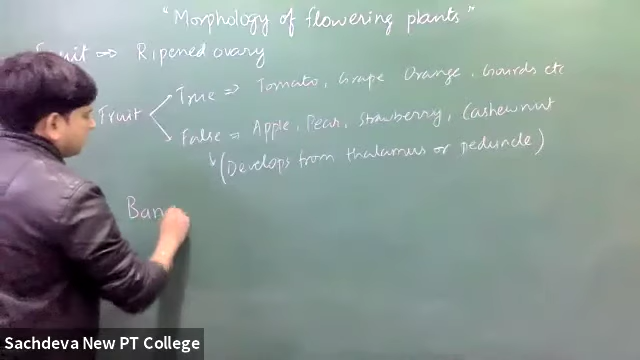 "Morphology of flowering plants"
Fruit ⇒ Ripened ovary
Fruit
True ⇒ Tomato, Grape Orange, Gourds etc
False = Apple, Pear, Strawberry, Cashewnut
(Develops from thalamus or peduncle)
Ban
Sachdeva New PT College